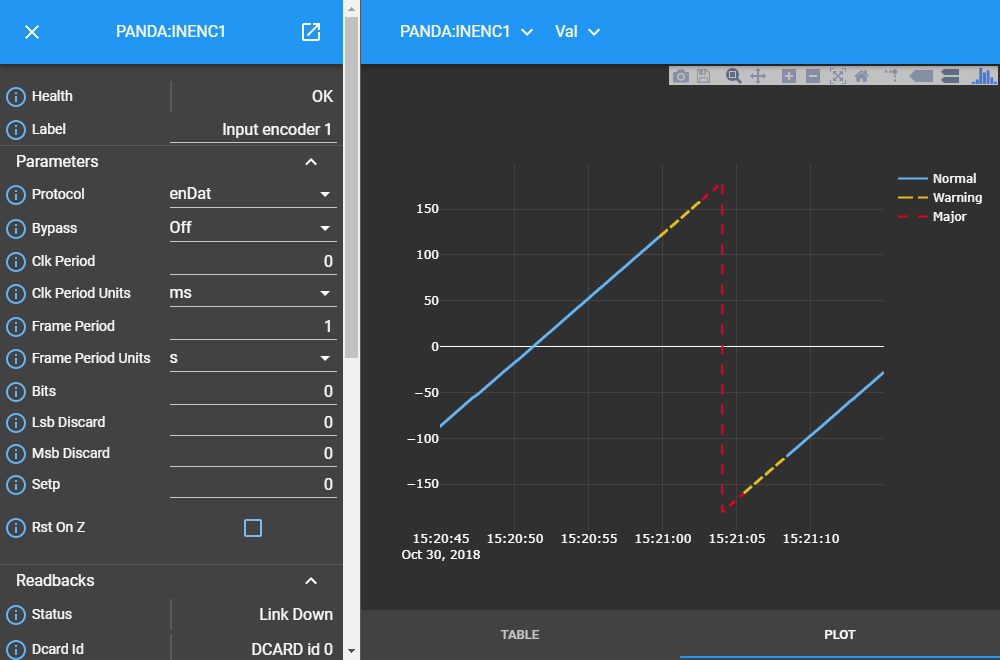 PANDA:INENC1
Health OK
Label Input encoder 1
Parameters
Protocol enDat
Bypass Off
Clk Period 0
Clk Period Units ms
Frame Period 1
Frame Period Units s
Bits 0
Lsb Discard 0
Msb Discard 0
Setp 0
Rst On Z
Readbacks
Status Link Down
Dcard Id DCARD id 0
PANDA:INENC1 Val
Normal
Warning
Major
150
100
50
0
−50
−100
−150
15:20:45 15:20:50 15:20:55 15:21:00 15:21:05 15:21:10
Oct 30, 2018
TABLE PLOT